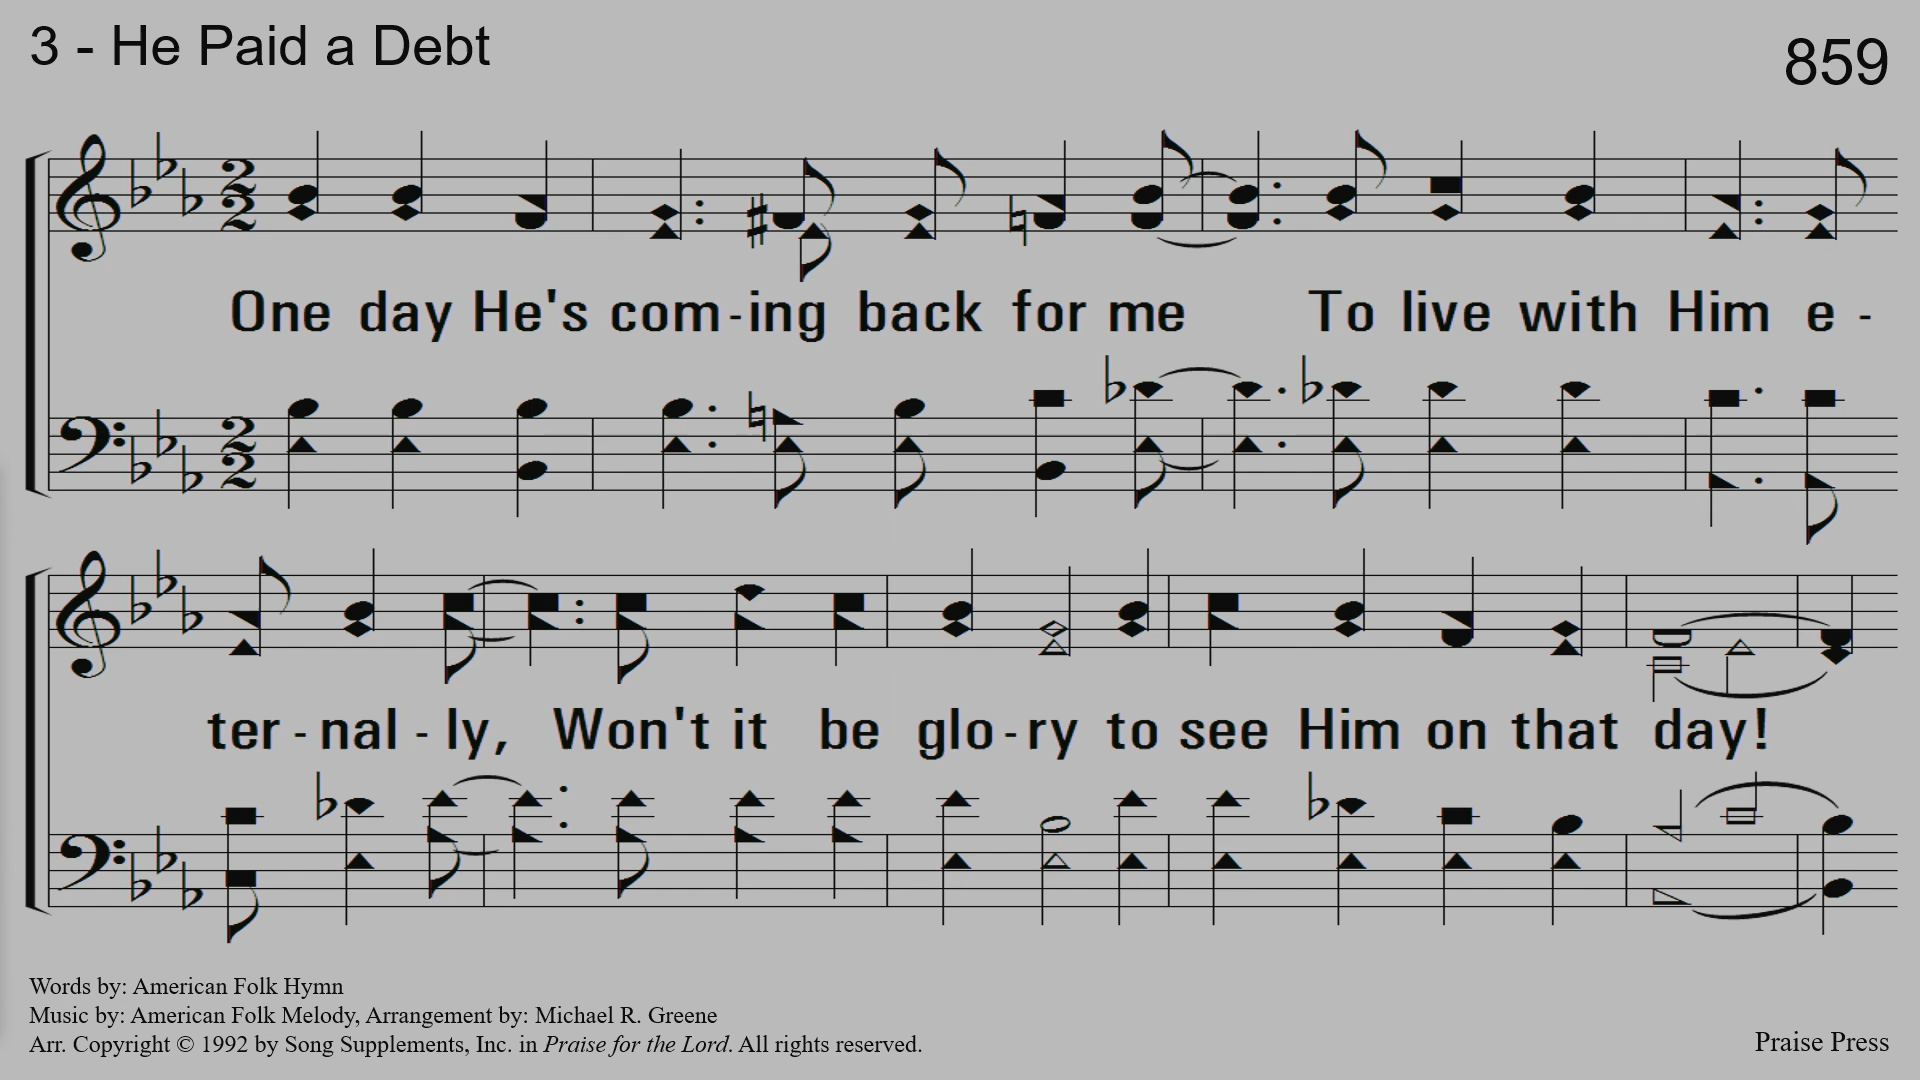 3 - He Paid a Debt
859
One day He's com-ing back for me To live with Him e -
ter - nal - ly, Won't it be glo-ry to see Him on that day!
Words by: American Folk Hymn
Music by: American Folk Melody, Arrangement by: Michael R. Greene
Arr. Copyright © 1992 by Song Supplements, Inc. in Praise for the Lord. All rights reserved.
Praise Press